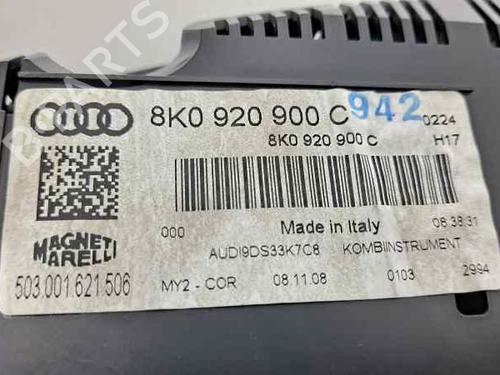 B-PARTS
8K0 920 900 C 942 0224
8K0 920 900 C H17
000 Made in Italy 06.38.31
MAGNETI
MARELLI
AUDI9DS33K7C8 KOMBIINSTRUMENT
503.001.621.506 MY2 - COR 08.11.08 0103 2994